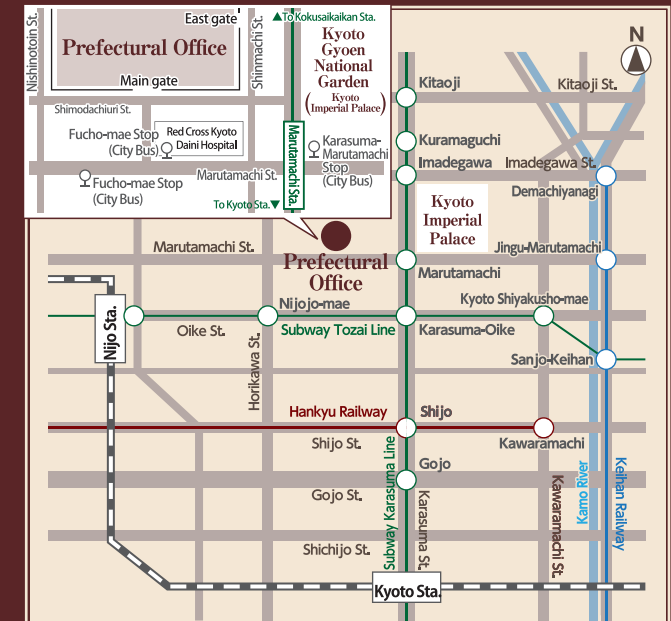 East gate
▲To Kokusaikaikan Sta.
Nishinotoin St.
Prefectural Office
Shinmachi St.
Kyoto
Gyoen
National
Garden
(Kyoto
Imperial Palace)
Main gate
Shimodachiuri St.
Fucho-mae Stop
(City Bus)
Red Cross Kyoto
Daini Hospital
Marutamachi Sta.
Karasuma-
Marutamachi
Stop
(City Bus)
Marutamachi St.
Fucho-mae Stop
(City Bus)
To Kyoto Sta.▼
N
Kitaoji
Kitaoji St.
Kuramaguchi
Imadegawa
Imadegawa St.
Demachiyanagi
Kyoto
Imperial
Palace
Marutamachi St.
Prefectural
Office
Jingu-Marutamachi
Marutamachi
Nijojo-mae
Kyoto Shiyakusho-mae
Nijo Sta.
Oike St.
Subway Tozai Line
Karasuma-Oike
Horikawa St.
Sanjo-Keihan
Hankyu Railway
Shijo
Shijo St.
Kawaramachi
Subway Karasuma Line
Gojo
Gojo St.
Karasuma St.
Kawaramachi St.
Kamo River
Keihan Railway
Shichijo St.
Kyoto Sta.